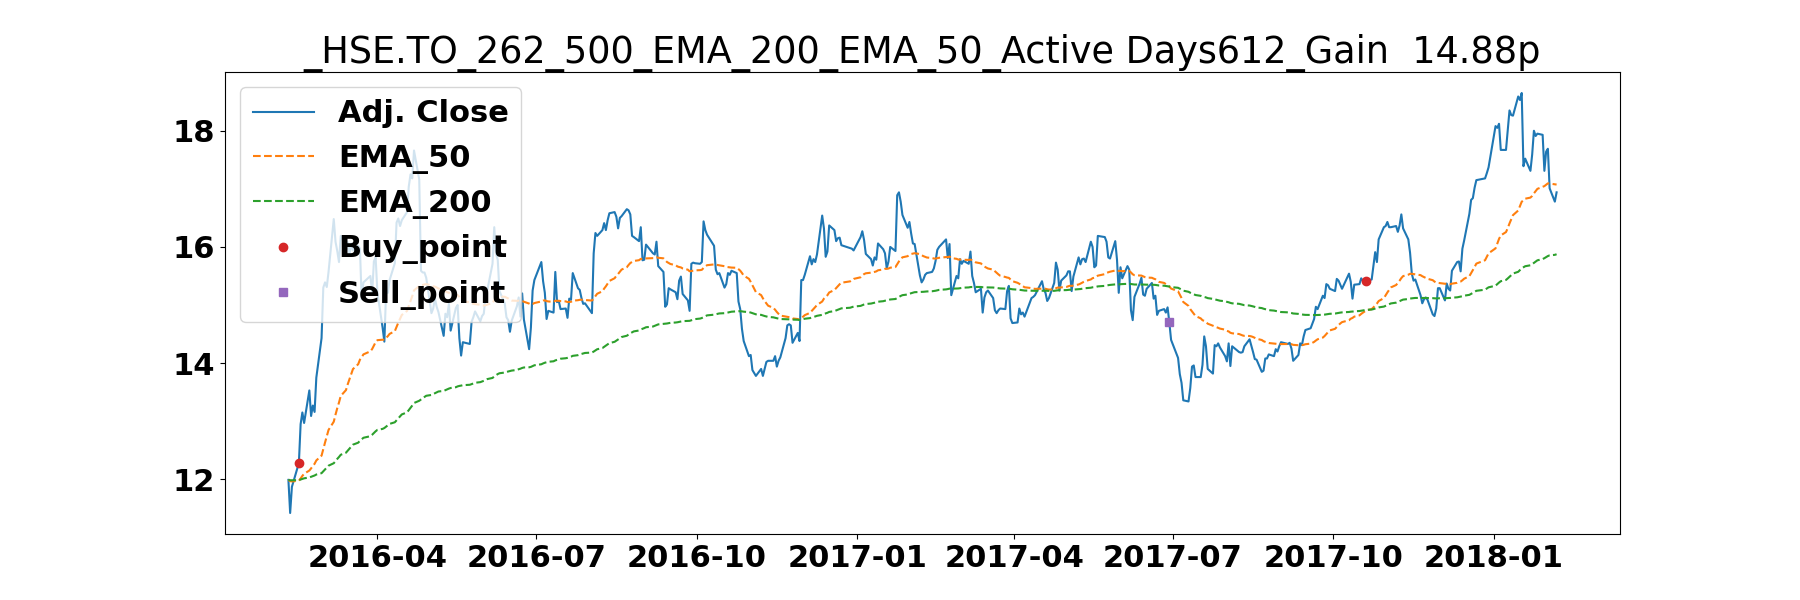 _HSE.TO_262_500_EMA_200_EMA_50_Active Days612_Gain  14.88p
Adj. Close
EMA_50
EMA_200
Buy_point
Sell_point
18
16
14
12
2016-04 2016-07 2016-10 2017-01 2017-04 2017-07 2017-10 2018-01